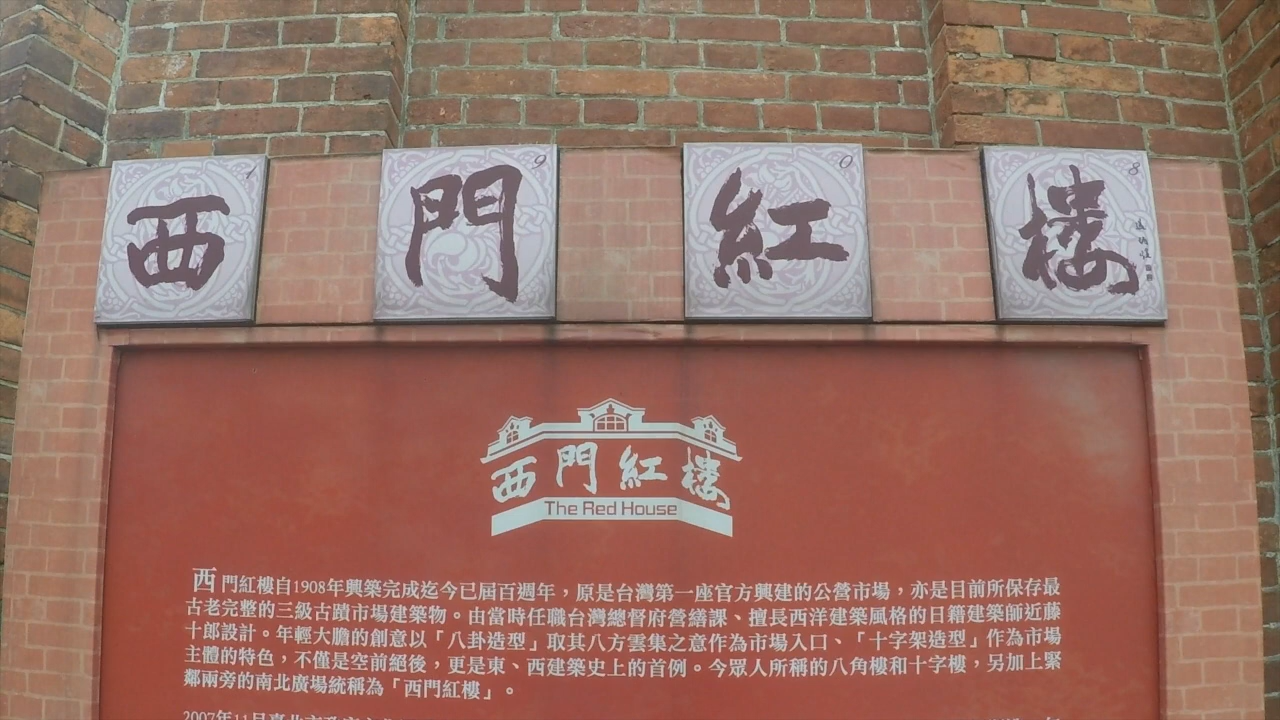 1 9 0 8
西門紅樓
西門紅樓
The Red House
西門紅樓自1908年興築完成迄今已屆百週年，原是台灣第一座官方興建的公營市場，亦是目前所保存最
古老完整的三級古蹟市場建築物。由當時任職台灣總督府營繕課、擅長西洋建築風格的日籍建築師近藤
十郎設計。年輕大膽的創意以「八卦造型」取其八方雲集之意作為市場入口、「十字架造型」作為市場
主體的特色，不僅是空前絕後，更是東、西建築史上的首例。今眾人所稱的八角樓和十字樓，另加上緊
鄰兩旁的南北廣場統稱為「西門紅樓」。
2007年11月